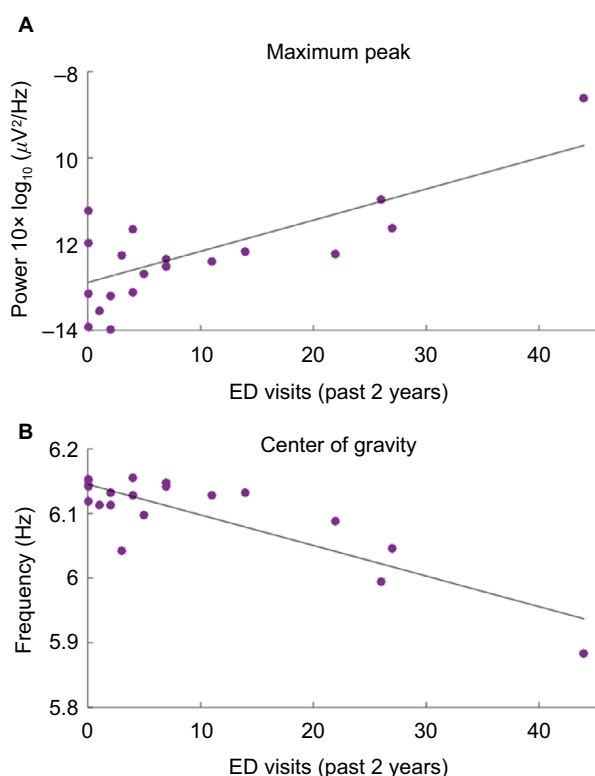 A
Maximum peak
Power 10× log₁₀ (μV²/Hz)
–8
10
12
–14
0 10 20 30 40
ED visits (past 2 years)
B
Center of gravity
Frequency (Hz)
6.2
6.1
6
5.9
5.8
0 10 20 30 40
ED visits (past 2 years)